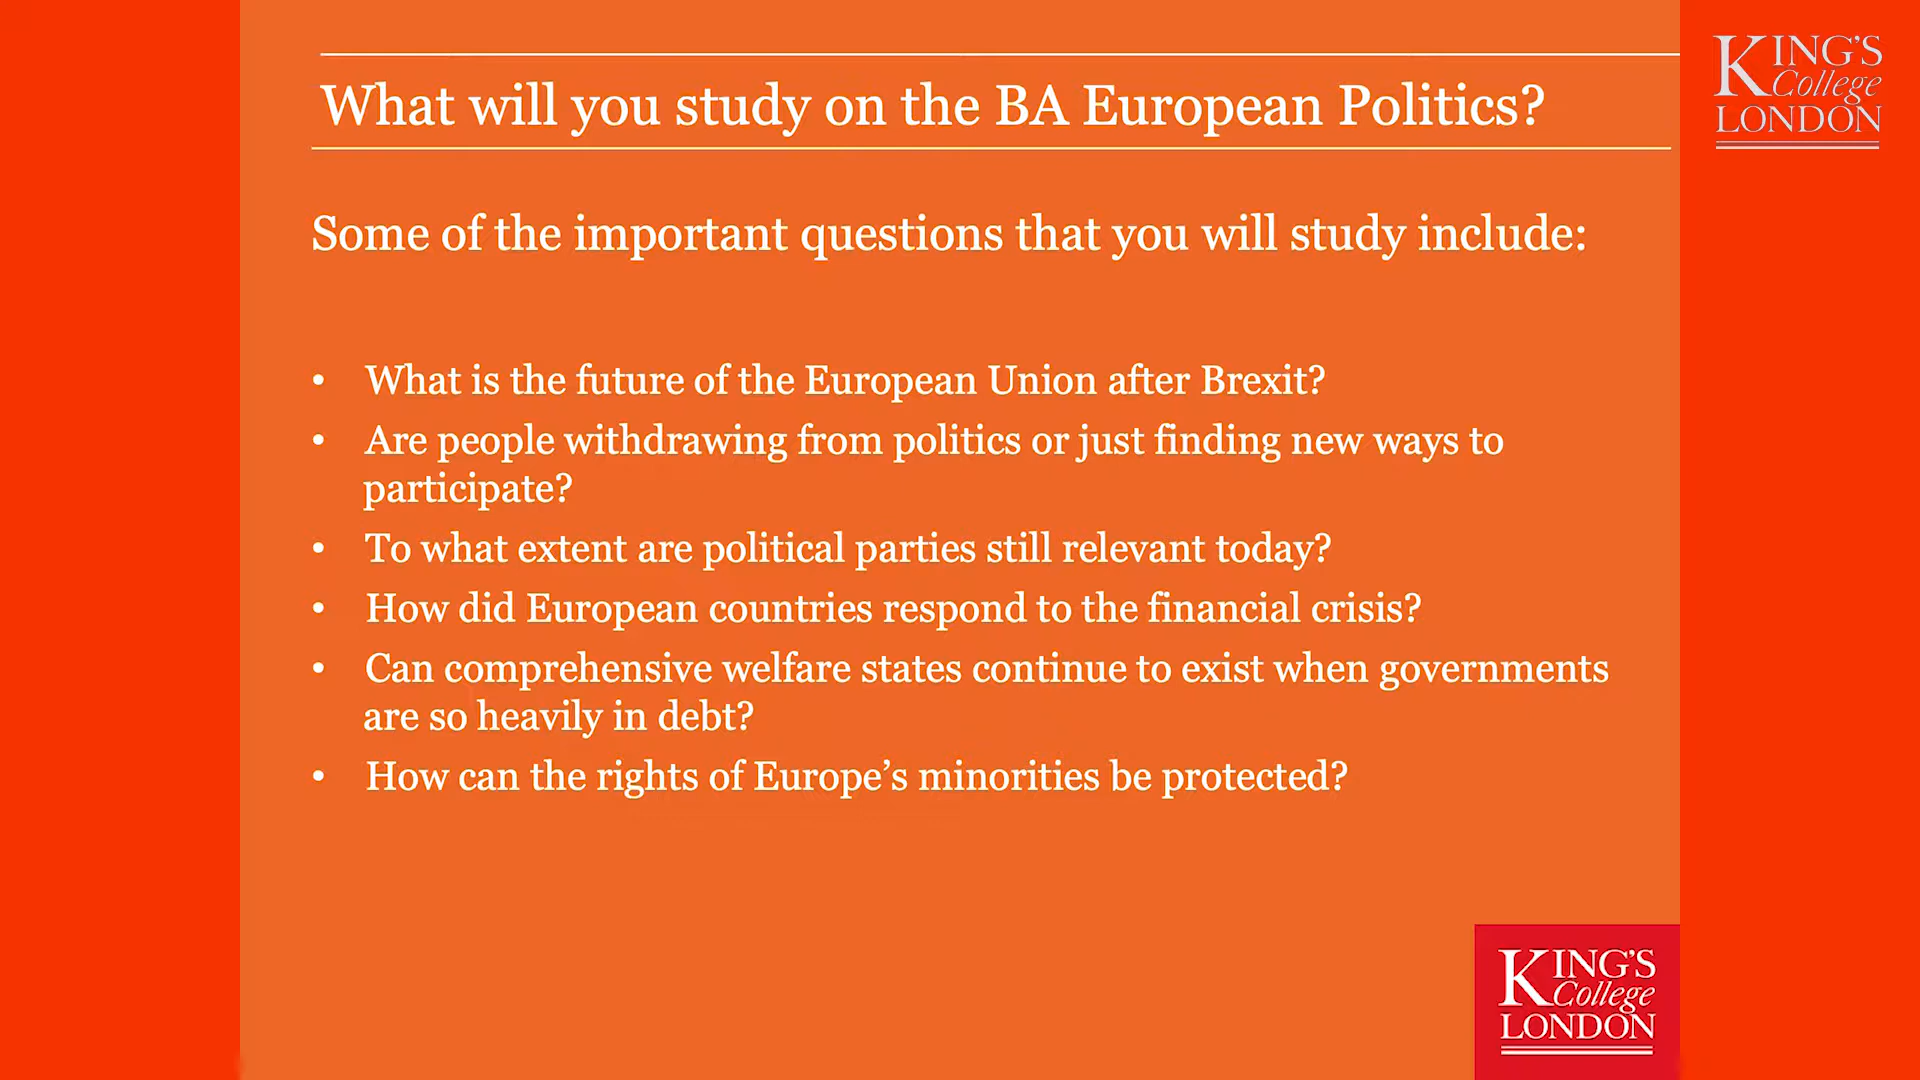 What will you study on the BA European Politics?
KING'S
College
LONDON
Some of the important questions that you will study include:
• What is the future of the European Union after Brexit?
• Are people withdrawing from politics or just finding new ways to
participate?
• To what extent are political parties still relevant today?
• How did European countries respond to the financial crisis?
• Can comprehensive welfare states continue to exist when governments
are so heavily in debt?
• How can the rights of Europe’s minorities be protected?
KING'S
College
LONDON